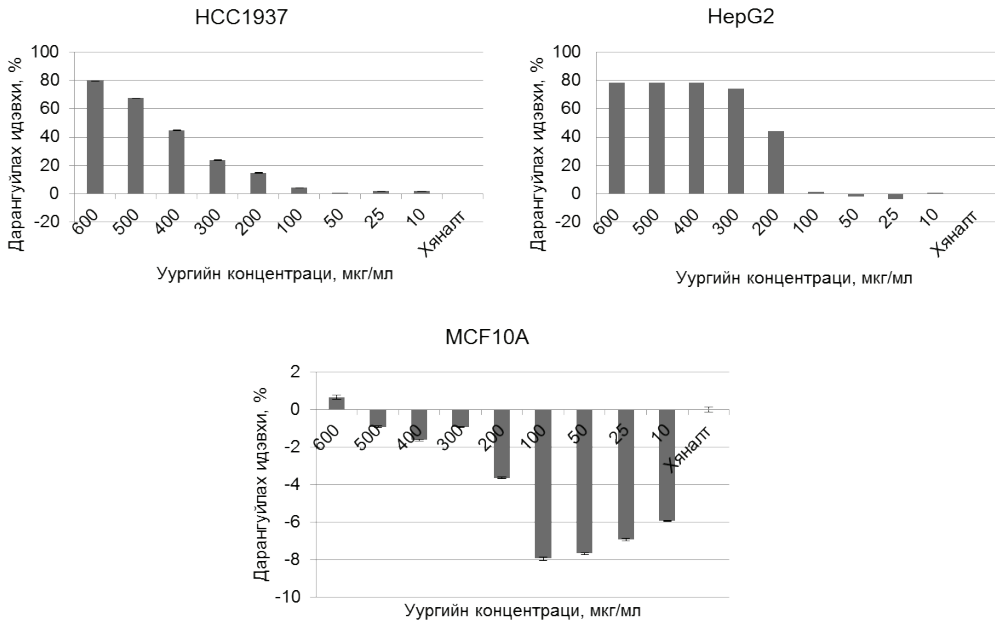 HCC1937
Дарангуйлах идэвхи, %
100
80
60
40
20
0
-20
600 500 400 300 200 100 50 25 10 Хяналт
Уургийн концентраци, мкг/мл
HepG2
Дарангуйлах идэвхи, %
100
80
60
40
20
0
-20
600 500 400 300 200 100 50 25 10 Хяналт
Уургийн концентраци, мкг/мл
MCF10A
Дарангуйлах идэвхи, %
2
0
-2
-4
-6
-8
-10
600 500 400 300 200 100 50 25 10 Хяналт
Уургийн концентраци, мкг/мл